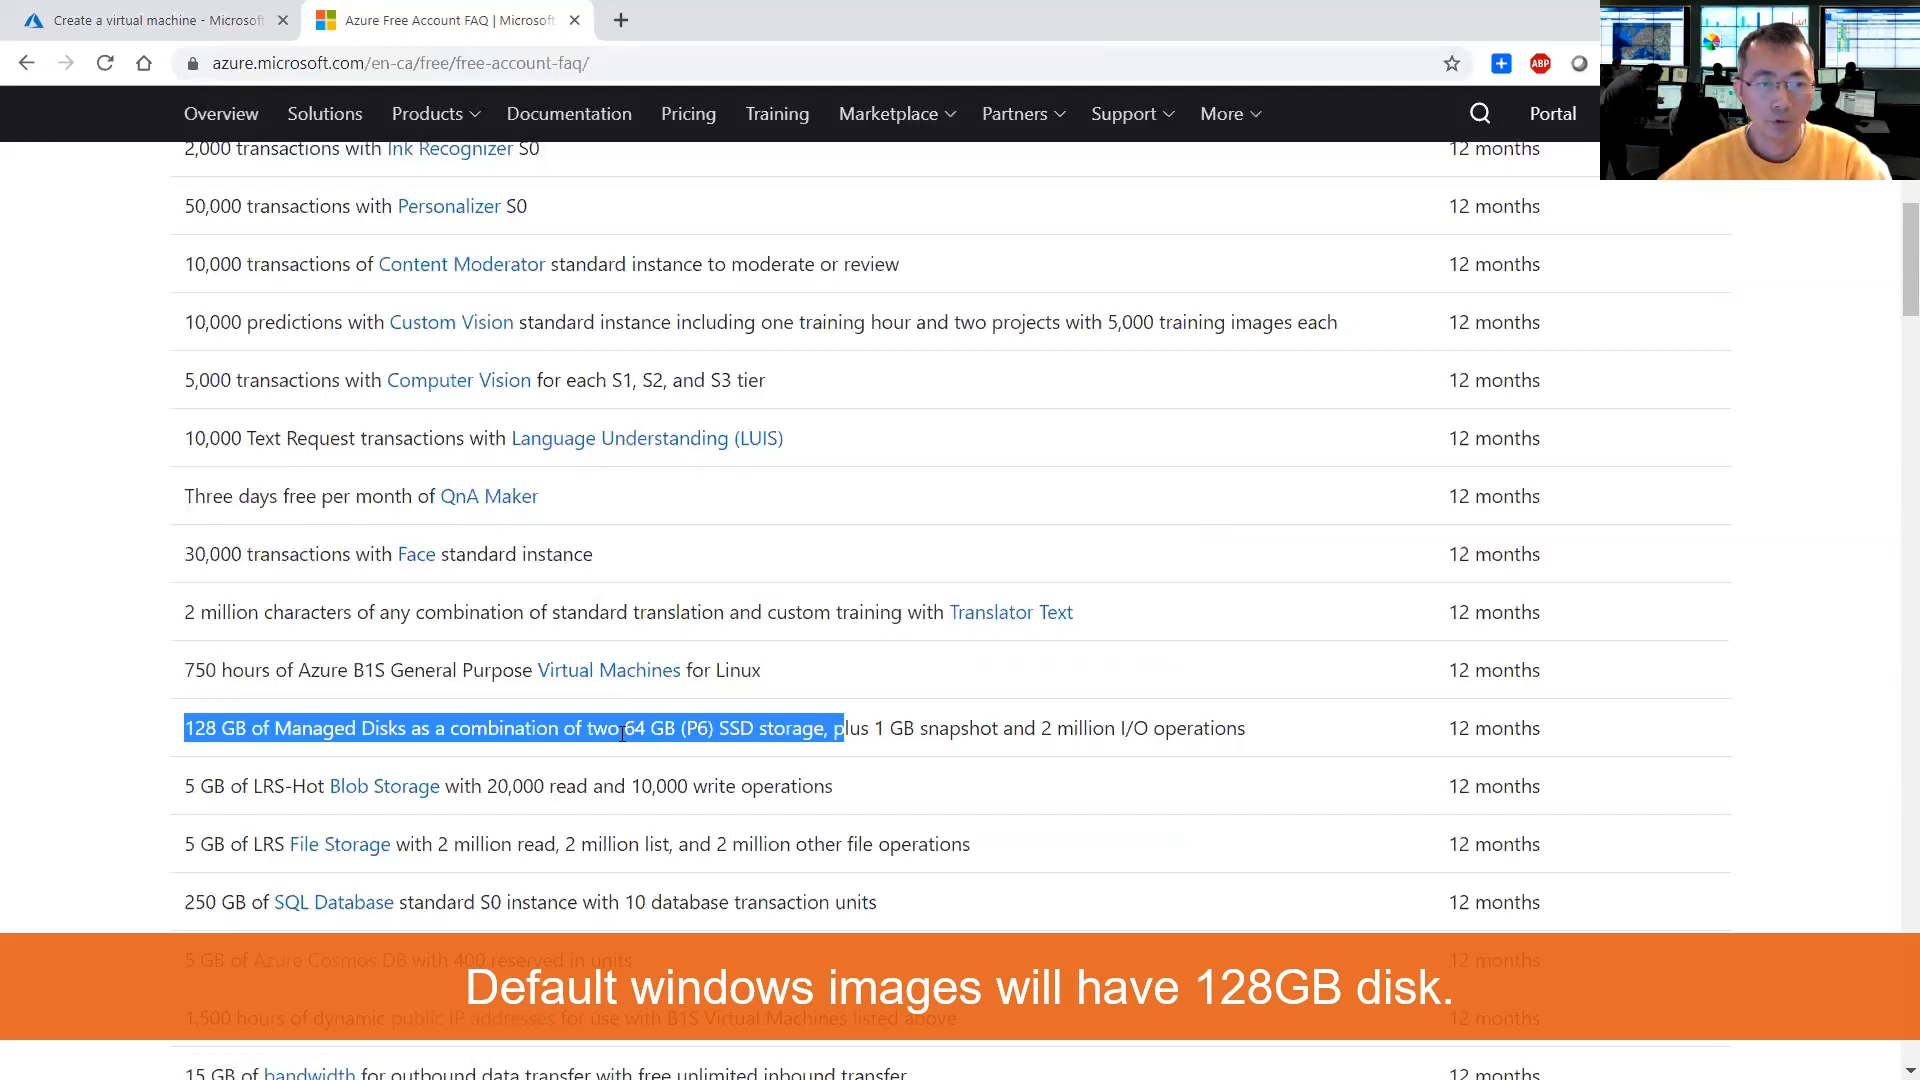 Create a virtual machine - Microsof
Azure Free Account FAQ | Microsoft
azure.microsoft.com/en-ca/free/free-account-faq/
ABP
Overview Solutions Products Documentation Pricing Training Marketplace Partners Support More Portal
2,000 transactions with Ink Recognizer S0 12 months
50,000 transactions with Personalizer S0 12 months
10,000 transactions of Content Moderator standard instance to moderate or review 12 months
10,000 predictions with Custom Vision standard instance including one training hour and two projects with 5,000 training images each 12 months
5,000 transactions with Computer Vision for each S1, S2, and S3 tier 12 months
10,000 Text Request transactions with Language Understanding (LUIS) 12 months
Three days free per month of QnA Maker 12 months
30,000 transactions with Face standard instance 12 months
2 million characters of any combination of standard translation and custom training with Translator Text 12 months
750 hours of Azure B1S General Purpose Virtual Machines for Linux 12 months
128 GB of Managed Disks as a combination of two 64 GB (P6) SSD storage, plus 1 GB snapshot and 2 million I/O operations 12 months
5 GB of LRS-Hot Blob Storage with 20,000 read and 10,000 write operations 12 months
5 GB of LRS File Storage with 2 million read, 2 million list, and 2 million other file operations 12 months
250 GB of SQL Database standard S0 instance with 10 database transaction units 12 months
5 GB of Azure Cosmos DB with 400 reserved in units 12 months
Default windows images will have 128GB disk.
1,500 hours of dynamic public IP addresses for use with B1S Virtual Machines listed above 12 months
15 GB of bandwidth for outbound data transfer with free unlimited inbound transfer 12 months